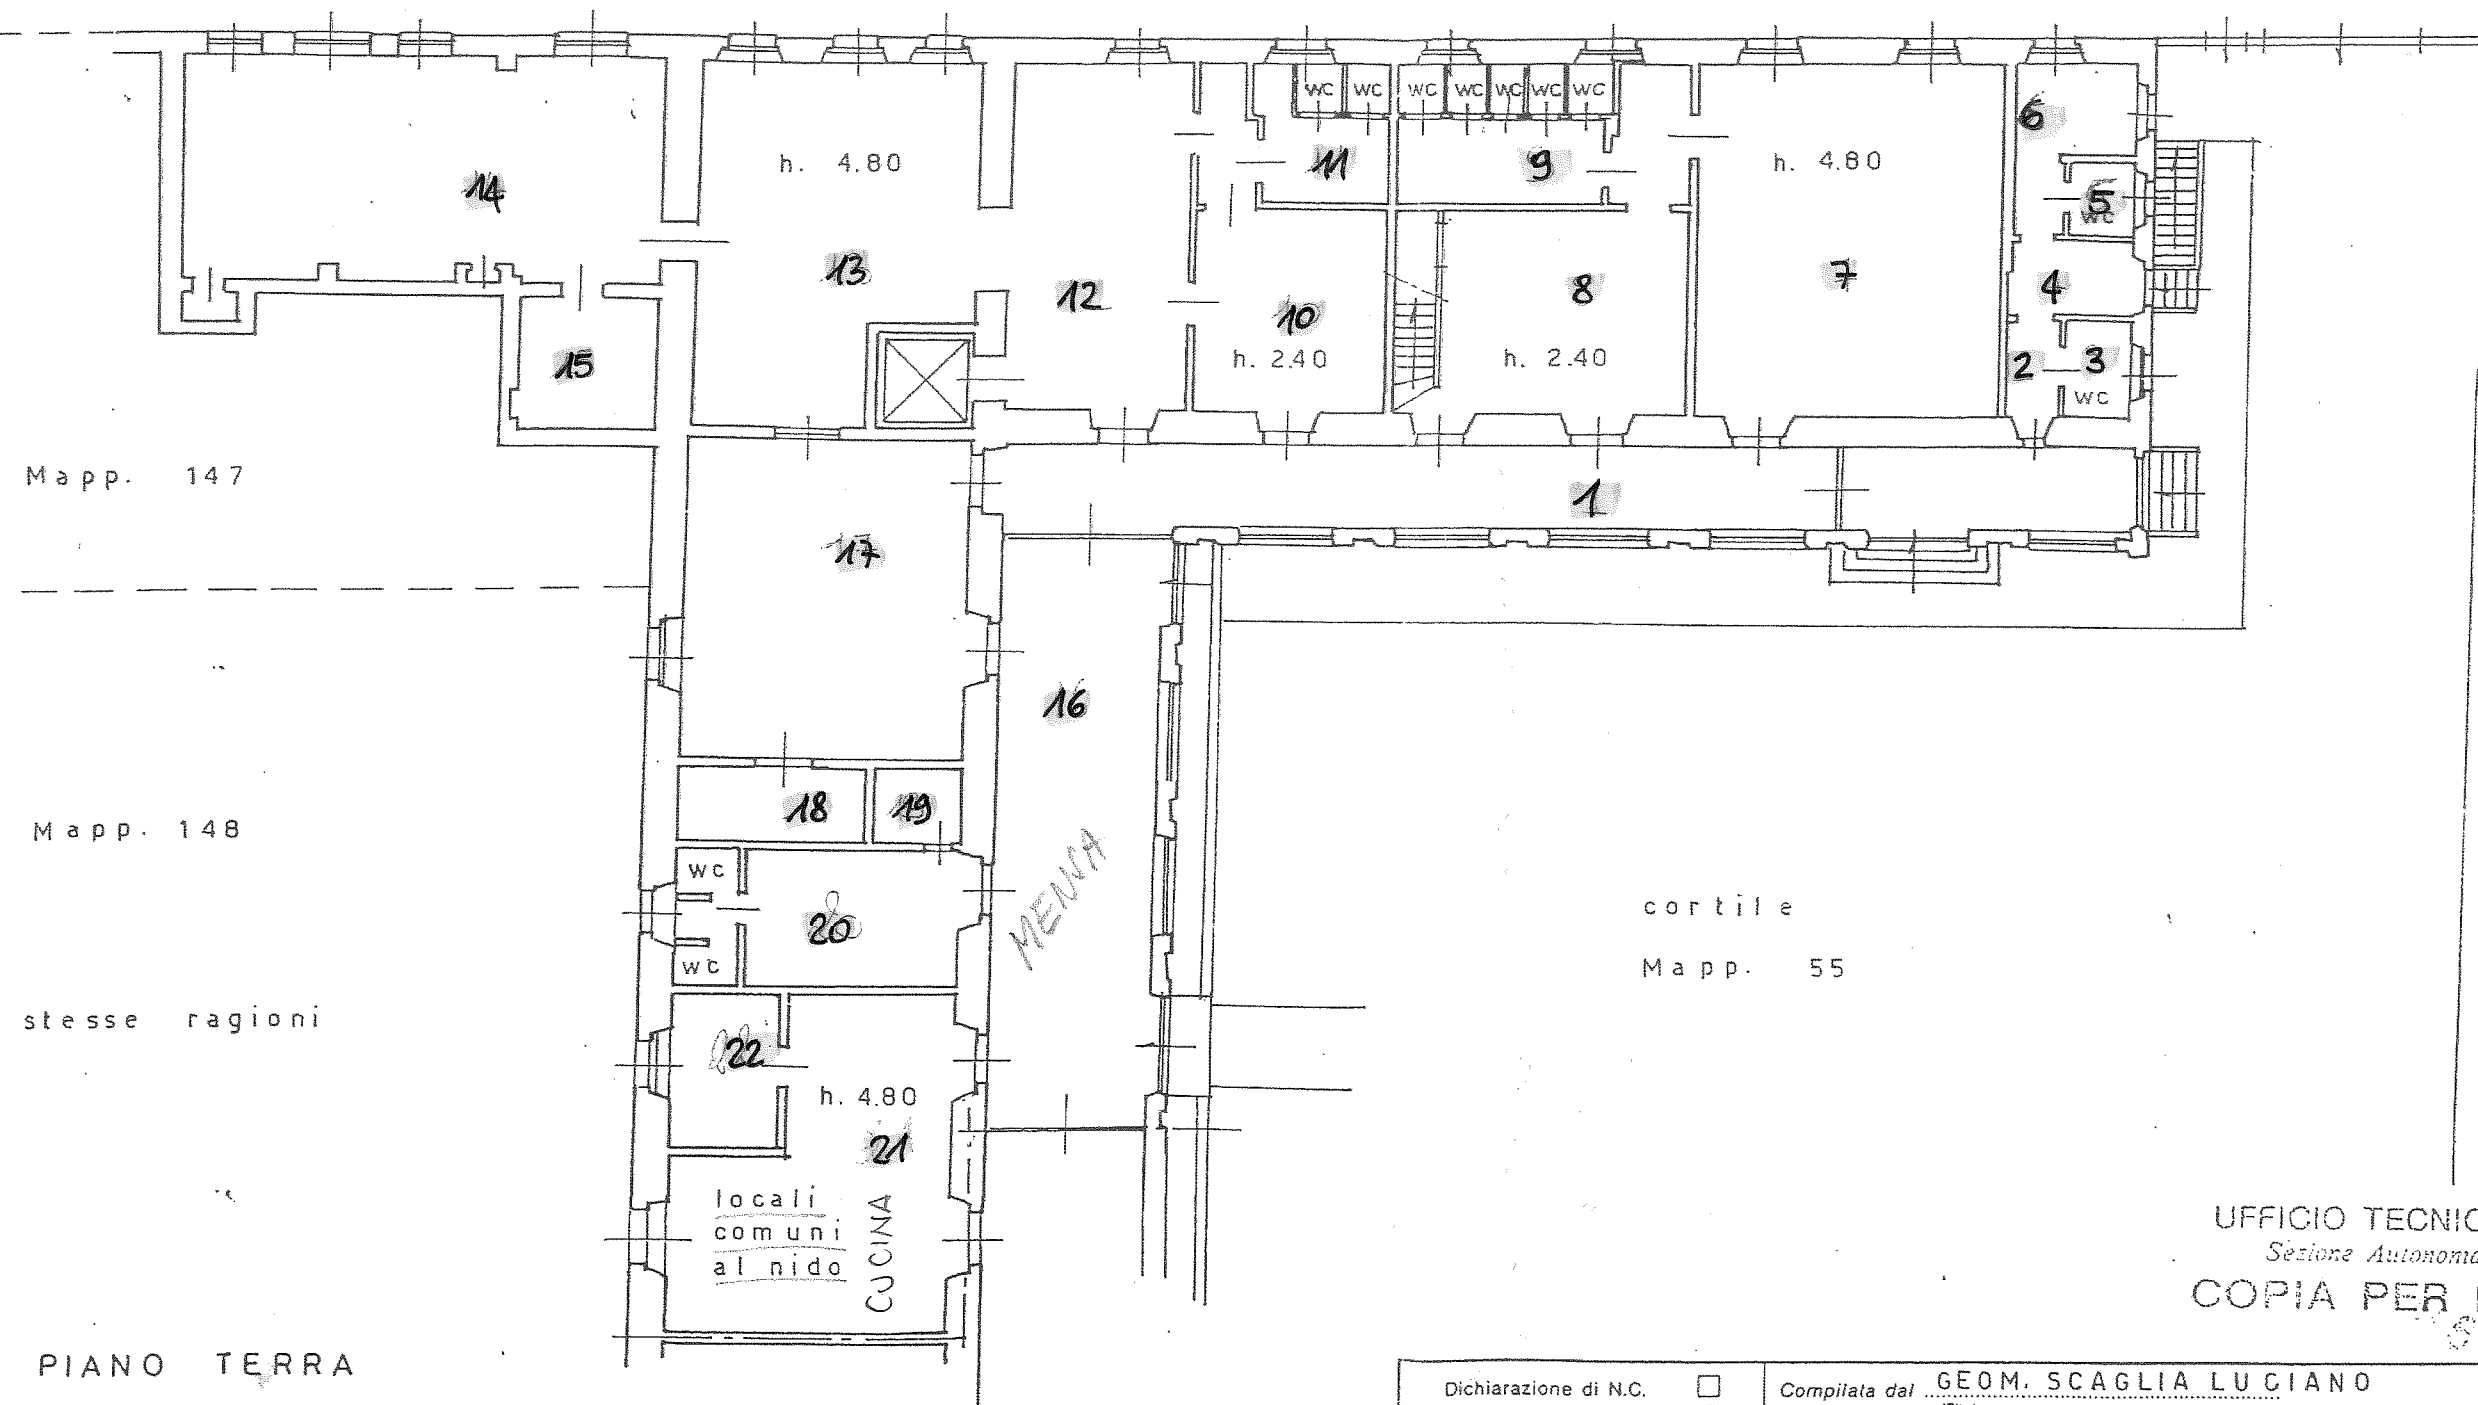 WC WC WC WC WC WC WC
6
11
9
h. 4.80
h. 4.80
14
5
WC
13
12
8
7
4
10
h. 2.40
h. 2.40
15
2
3
WC
Mapp. 147
1
17
16
18
19
Mapp. 148
WC
20
WC
MENSA
cortile
Mapp. 55
stesse ragioni
22
h. 4.80
21
locali
comuni
al nido
CUCINA
UFFICIO TECNIC
Sezione Autonoma
COPIA PER
PIANO TERRA
Dichiarazione di N.C.
Compilata dal GEOM. SCAGLIA LUCIANO